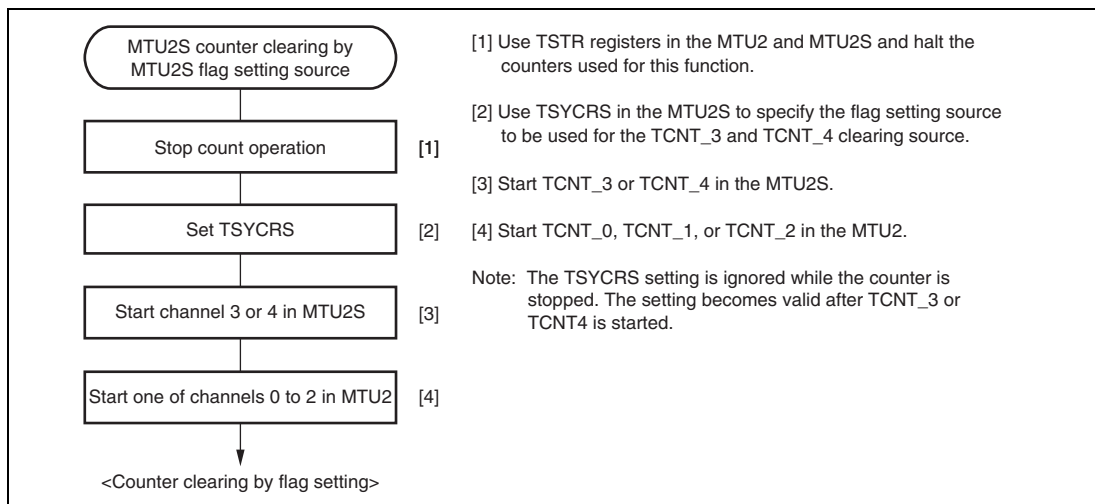 MTU2S counter clearing by
MTU2S flag setting source
Stop count operation
[1]
Set TSYCRS
[2]
Start channel 3 or 4 in MTU2S
[3]
Start one of channels 0 to 2 in MTU2
[4]
<Counter clearing by flag setting>
[1] Use TSTR registers in the MTU2 and MTU2S and halt the
counters used for this function.
[2] Use TSYCRS in the MTU2S to specify the flag setting source
to be used for the TCNT_3 and TCNT_4 clearing source.
[3] Start TCNT_3 or TCNT_4 in the MTU2S.
[4] Start TCNT_0, TCNT_1, or TCNT_2 in the MTU2.
Note: The TSYCRS setting is ignored while the counter is
stopped. The setting becomes valid after TCNT_3 or
TCNT4 is started.